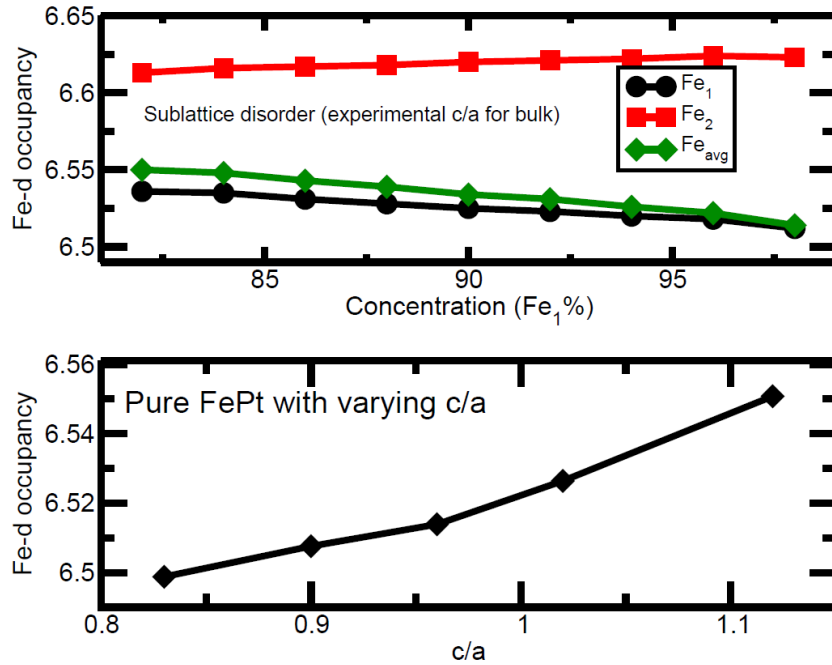 6.65
6.6
6.55
6.5
Fe-d occupancy
Sublattice disorder (experimental c/a for bulk)
Fe₁
Fe₂
Feₐᵥg
85
90
95
Concentration (Fe₁%)
6.56
6.54
6.52
6.5
Fe-d occupancy
Pure FePt with varying c/a
0.8
0.9
1
1.1
c/a